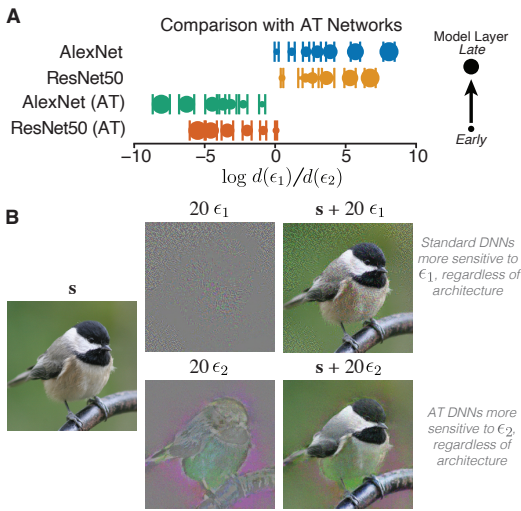 A
Comparison with AT Networks
AlexNet
ResNet50
AlexNet (AT)
ResNet50 (AT)
−10
−5
0
5
10
log d(ϵ₁)/d(ϵ₂)
Model Layer
Late
Early
B
s
20 ϵ₁
s + 20 ϵ₁
Standard DNNs
more sensitive to
ϵ₁, regardless of
architecture
20 ϵ₂
s + 20 ϵ₂
AT DNNs more
sensitive to ϵ₂,
regardless of
architecture